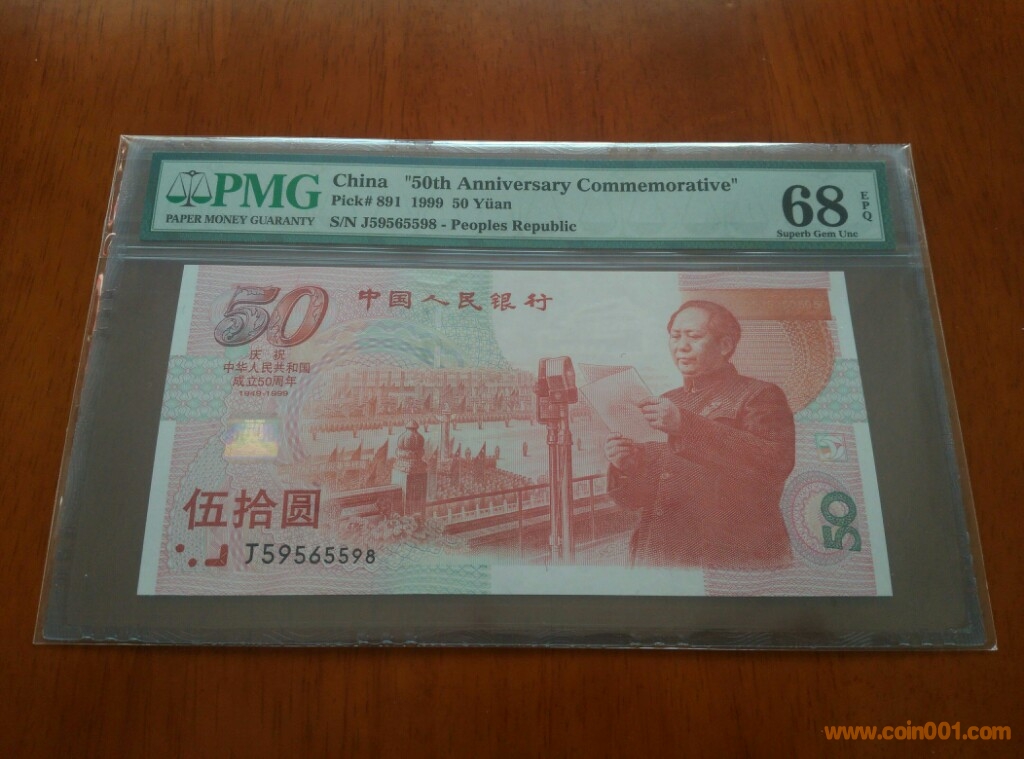 PMG
PAPER MONEY GUARANTY
China "50th Anniversary Commemorative"
Pick# 891 1999 50 Yüan
S/N J59565598 - Peoples Republic
68
EPQ
Superb Gem Unc
50
中国人民银行
庆祝
中华人民共和国
成立50周年
1949-1999
伍拾圆
J59565598
50
www.coin001.com